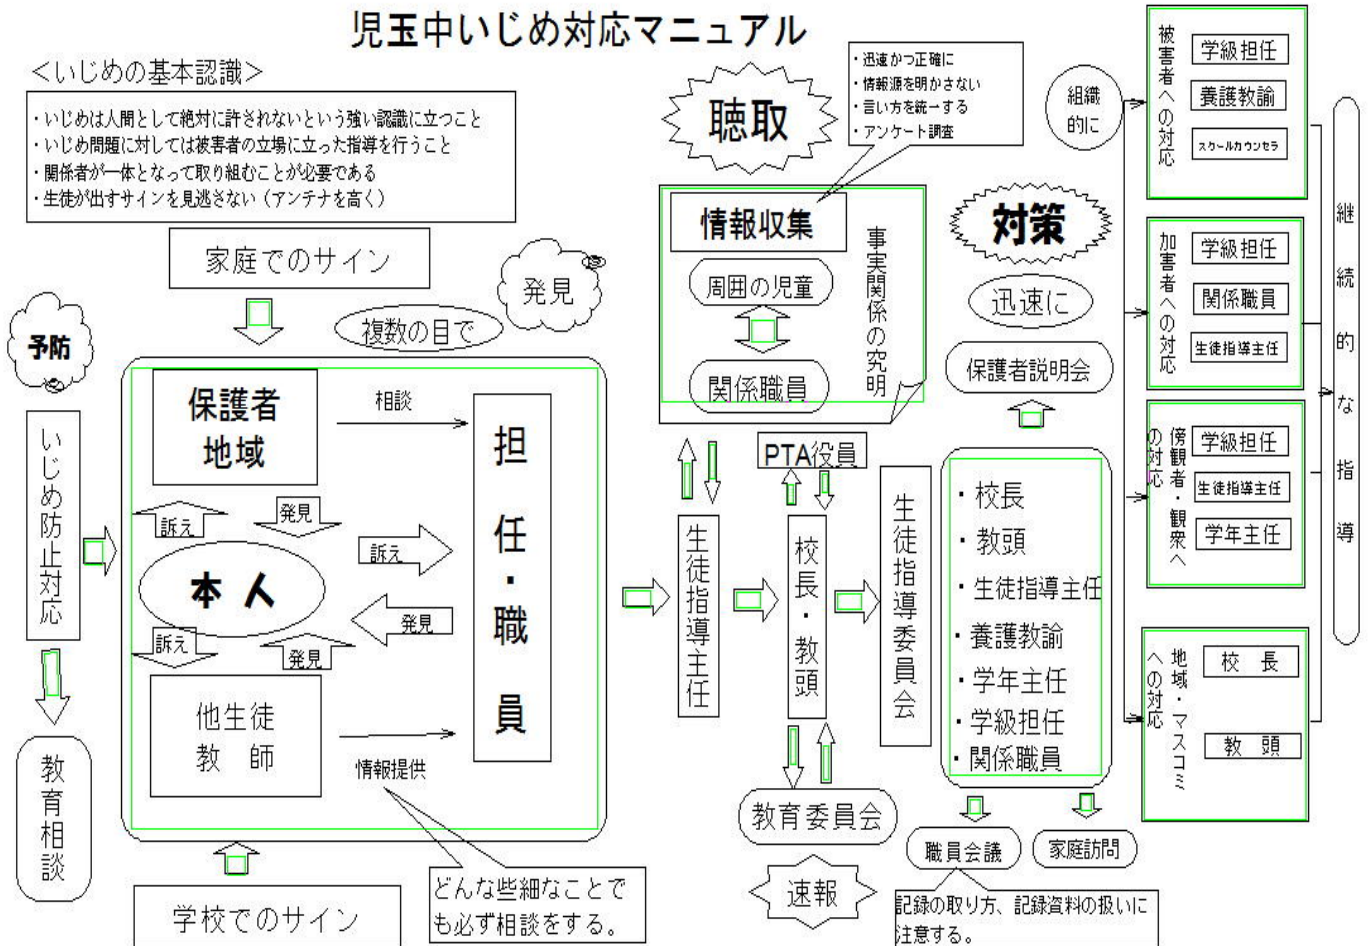 児玉中いじめ対応マニュアル
＜いじめの基本認識＞
・いじめは人間として絶対に許されないという強い認識に立つこと
・いじめ問題に対しては被害者の立場に立った指導を行うこと
・関係者が一体となって取り組むことが必要である
・生徒が出すサインを見逃さない（アンテナを高く）
家庭でのサイン
発見
複数の目で
予防
いじめ防止対応
教育相談
保護者
地域
相談
担任・職員
訴え
発見
訴え
本人
発見
訴え
発見
他生徒
教　師
情報提供
学校でのサイン
どんな些細なことで
も必ず相談をする。
聴取
・迅速かつ正確に
・情報源を明かさない
・言い方を統一する
・アンケート調査
情報収集
周囲の児童
関係職員
事実関係の究明
生徒指導主任
PTA役員
校長・教頭
教育委員会
速報
生徒指導委員会
対策
迅速に
保護者説明会
・校長
・教頭
・生徒指導主任
・養護教諭
・学年主任
・学級担任
・関係職員
職員会議
家庭訪問
記録の取り方、記録資料の扱いに
注意する。
組織
的に
被害者への対応
学級担任
養護教諭
スクールカウンセラ
加害者への対応
学級担任
関係職員
生徒指導主任
傍観者・観衆へ
の対応
学級担任
生徒指導主任
学年主任
地域・マスコミ
への対応
校　長
教　頭
継続的な指導